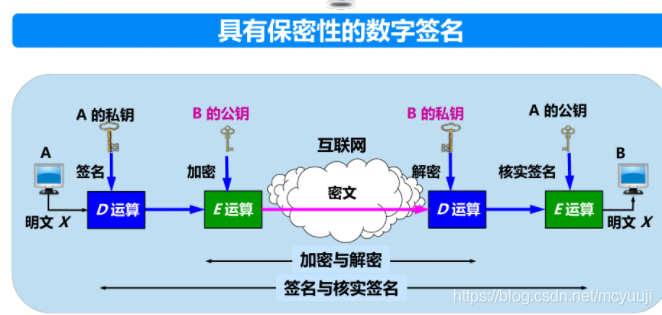 具有保密性的数字签名
A 的私钥
B 的公钥
B 的私钥
A 的公钥
互联网
A
B
签名
加密
解密
核实签名
密文
D 运算
E 运算
D 运算
E 运算
明文 X
明文 X
加密与解密
签名与核实签名
https://blog.csdn.net/mcyuuji